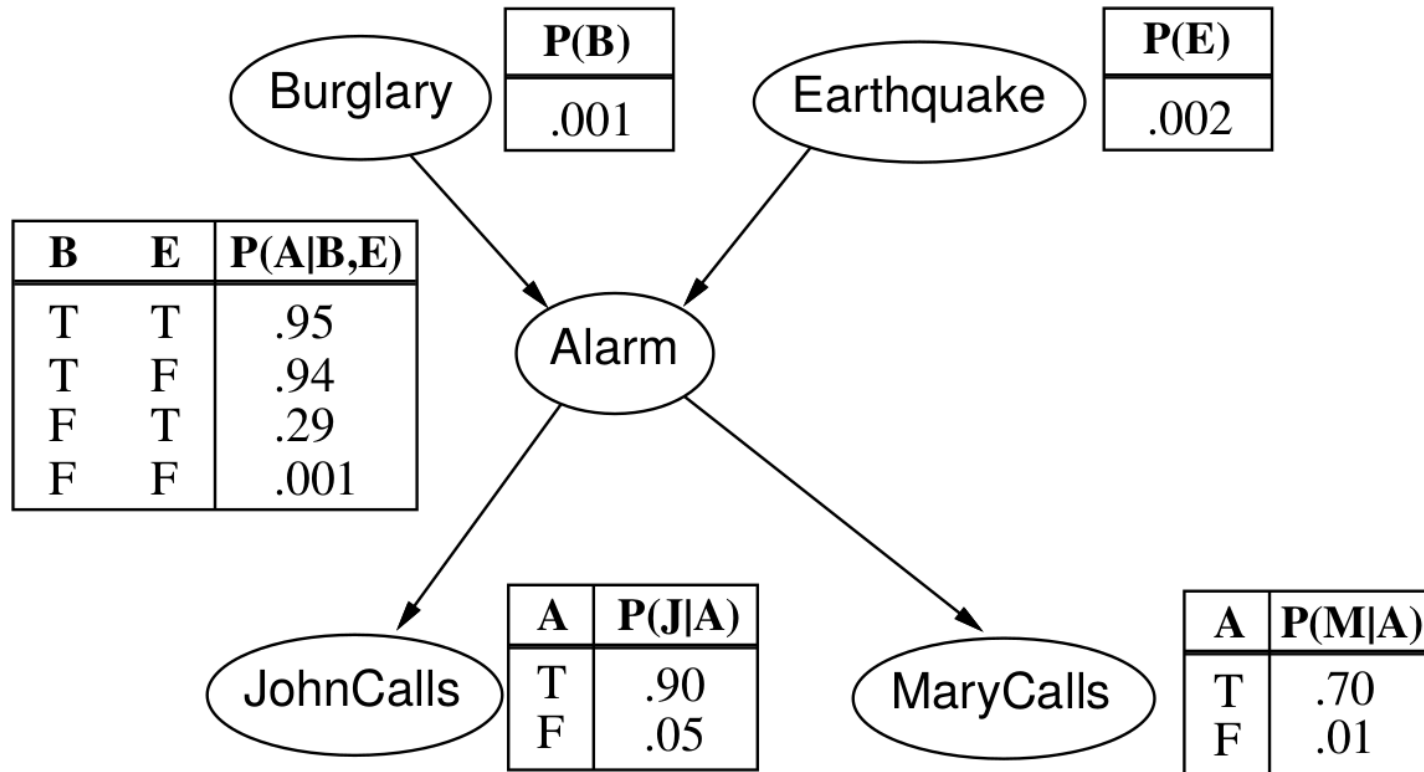 Burglary
P(B)
.001
Earthquake
P(E)
.002
B E P(A|B,E)
T T .95
T F .94
F T .29
F F .001
Alarm
JohnCalls
A P(J|A)
T .90
F .05
MaryCalls
A P(M|A)
T .70
F .01